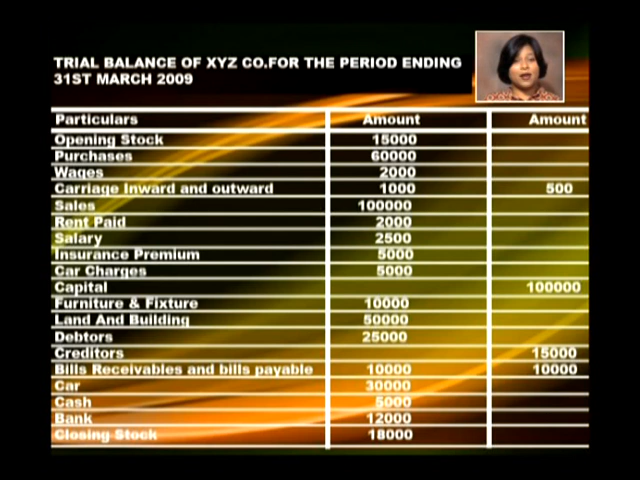 TRIAL BALANCE OF XYZ CO.FOR THE PERIOD ENDING
31ST MARCH 2009
Particulars Amount Amount
Opening Stock 15000
Purchases 60000
Wages 2000
Carriage Inward and outward 1000 500
Sales 100000
Rent Paid 2000
Salary 2500
Insurance Premium 5000
Car Charges 5000
Capital 100000
Furniture & Fixture 10000
Land And Building 50000
Debtors 25000
Creditors 15000
Bills Receivables and bills payable 10000 10000
Car 30000
Cash 5000
Bank 12000
Closing Stock 18000